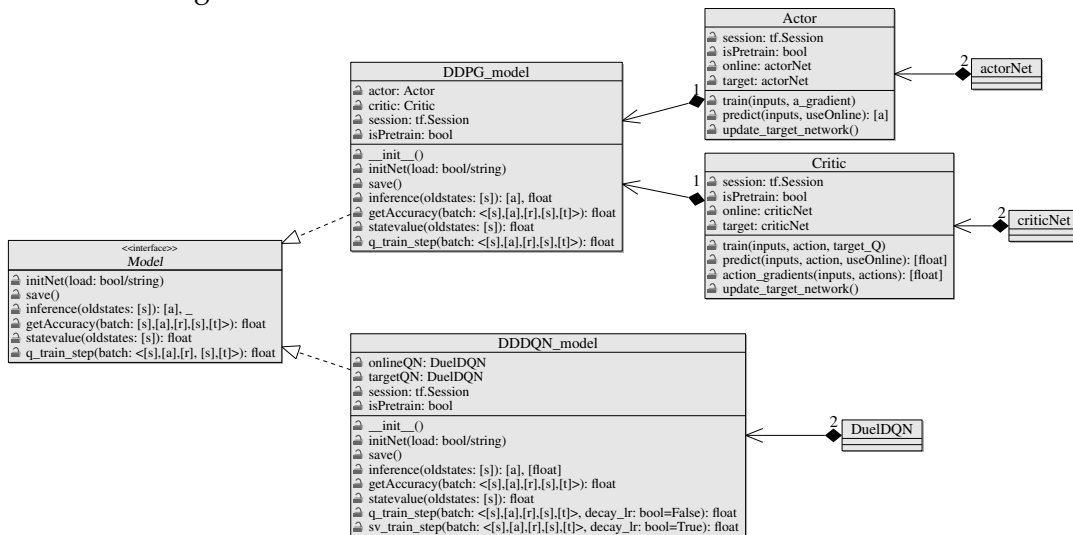 DDPG_model
actor: Actor
critic: Critic
session: tf.Session
isPretrain: bool
__init__()
initNet(load: bool/string)
save()
inference(oldstates: [s]): [a], float
getAccuracy(batch: <[s],[a],[r],[s],[t]>): float
statevalue(oldstates: [s]): float
q_train_step(batch: <[s],[a],[r],[s],[t]>): float
Actor
session: tf.Session
isPretrain: bool
online: actorNet
target: actorNet
train(inputs, a_gradient)
predict(inputs, useOnline): [a]
update_target_network()
1
2
actorNet
Critic
session: tf.Session
isPretrain: bool
online: criticNet
target: criticNet
train(inputs, action, target_Q)
predict(inputs, action, useOnline): [float]
action_gradients(inputs, actions): [float]
update_target_network()
1
2
criticNet
<<interface>>
Model
initNet(load: bool/string)
save()
inference(oldstates: [s]): [a], _
getAccuracy(batch: [s],[a],[r],[s],[t]>): float
statevalue(oldstates: [s]): float
q_train_step(batch: <[s],[a],[r], [s],[t]>): float
DDDQN_model
onlineQN: DuelDQN
targetQN: DuelDQN
session: tf.Session
isPretrain: bool
__init__()
initNet(load: bool/string)
save()
inference(oldstates: [s]): [a], [float]
getAccuracy(batch: <[s],[a],[r],[s],[t]>): float
statevalue(oldstates: [s]): float
q_train_step(batch: <[s],[a],[r],[s],[t]>, decay_lr: bool=False): float
sv_train_step(batch: <[s],[a],[r],[s],[t]>, decay_lr: bool=True): float
2
DuelDQN